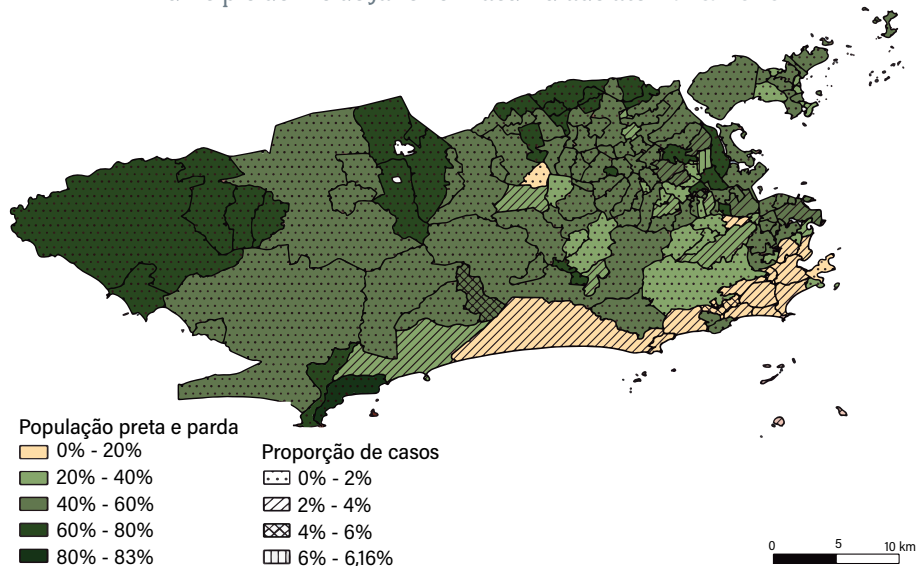 População preta e parda
0% - 20%
20% - 40%
40% - 60%
60% - 80%
80% - 83%
Proporção de casos
0% - 2%
2% - 4%
4% - 6%
6% - 6,16%
0 5 10 km